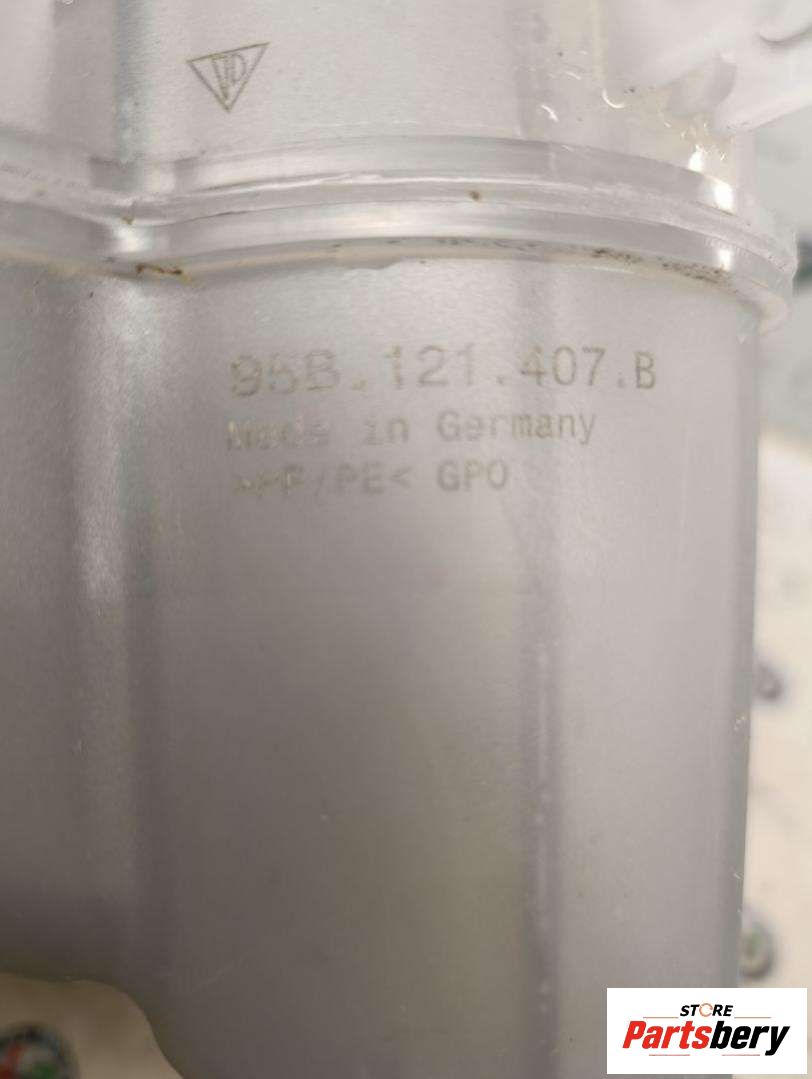 95B.121.407.B
Made in Germany
>PP/PE< GPO
STORE
Partsbery